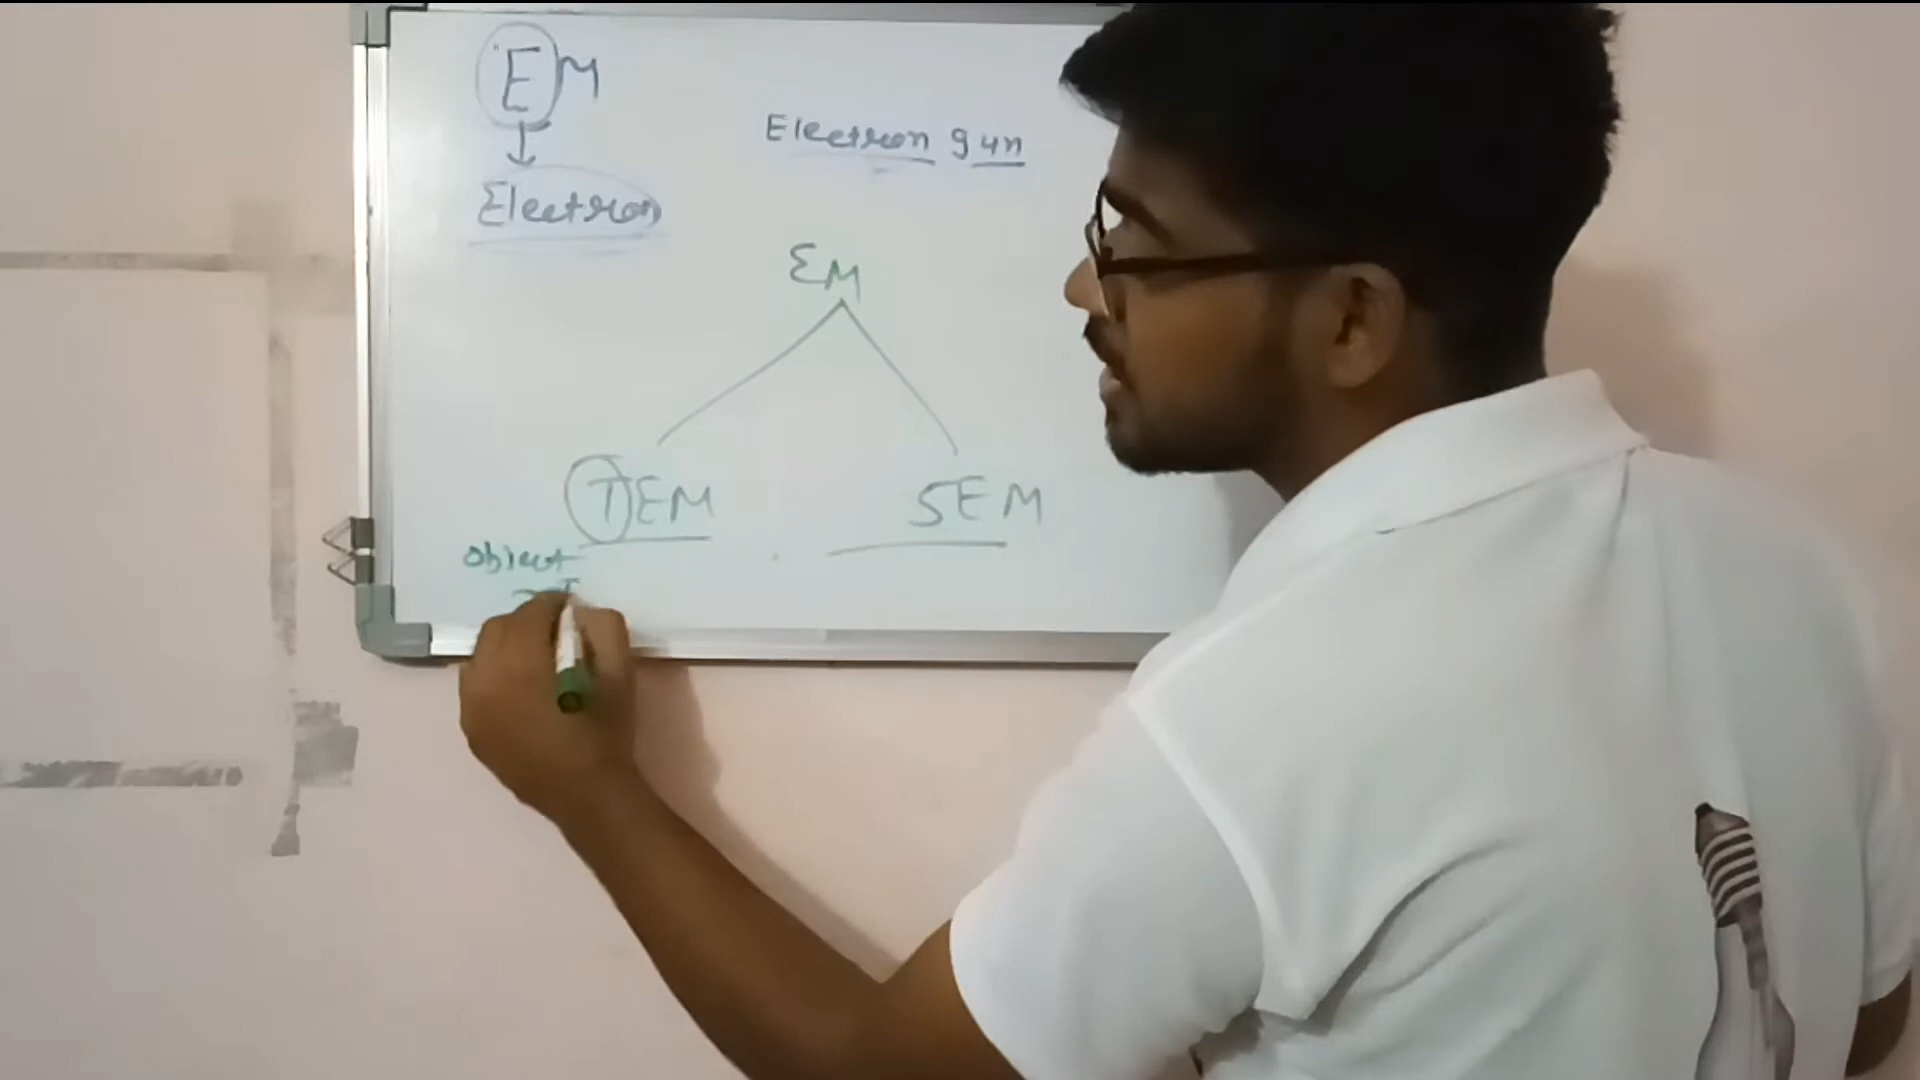 EM
Electron gun
Electron
EM
TEM SEM
Object